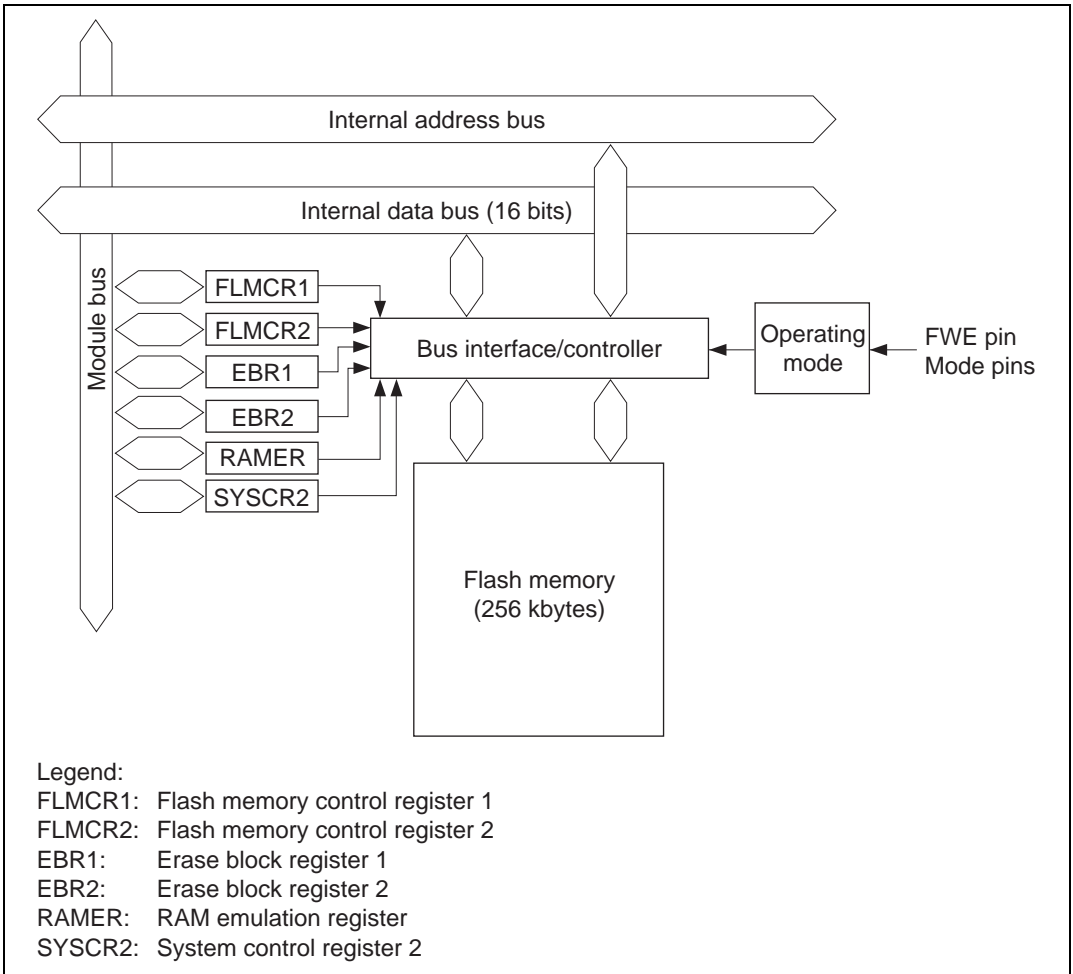 Internal address bus
Internal data bus (16 bits)
Module bus
FLMCR1
FLMCR2
EBR1
EBR2
RAMER
SYSCR2
Bus interface/controller
Operating
mode
FWE pin
Mode pins
Flash memory
(256 kbytes)
Legend:
FLMCR1: Flash memory control register 1
FLMCR2: Flash memory control register 2
EBR1: Erase block register 1
EBR2: Erase block register 2
RAMER: RAM emulation register
SYSCR2: System control register 2